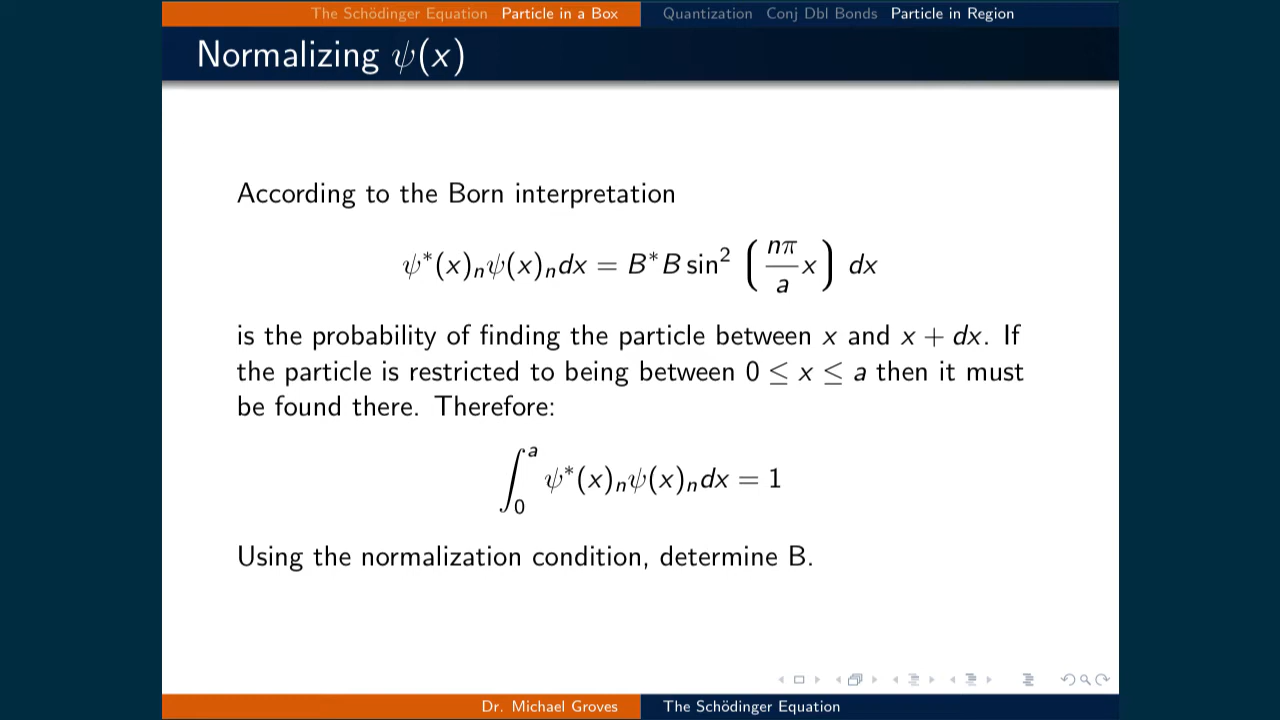 The Schödinger Equation Particle in a Box Quantization Conj Dbl Bonds Particle in Region
Normalizing ψ(x)
According to the Born interpretation
ψ*(x)ₙψ(x)ₙdx = B*B sin² (nπ/a x) dx
is the probability of finding the particle between x and x + dx. If
the particle is restricted to being between 0 ≤ x ≤ a then it must
be found there. Therefore:
∫₀ᵃ ψ*(x)ₙψ(x)ₙdx = 1
Using the normalization condition, determine B.
Dr. Michael Groves The Schödinger Equation